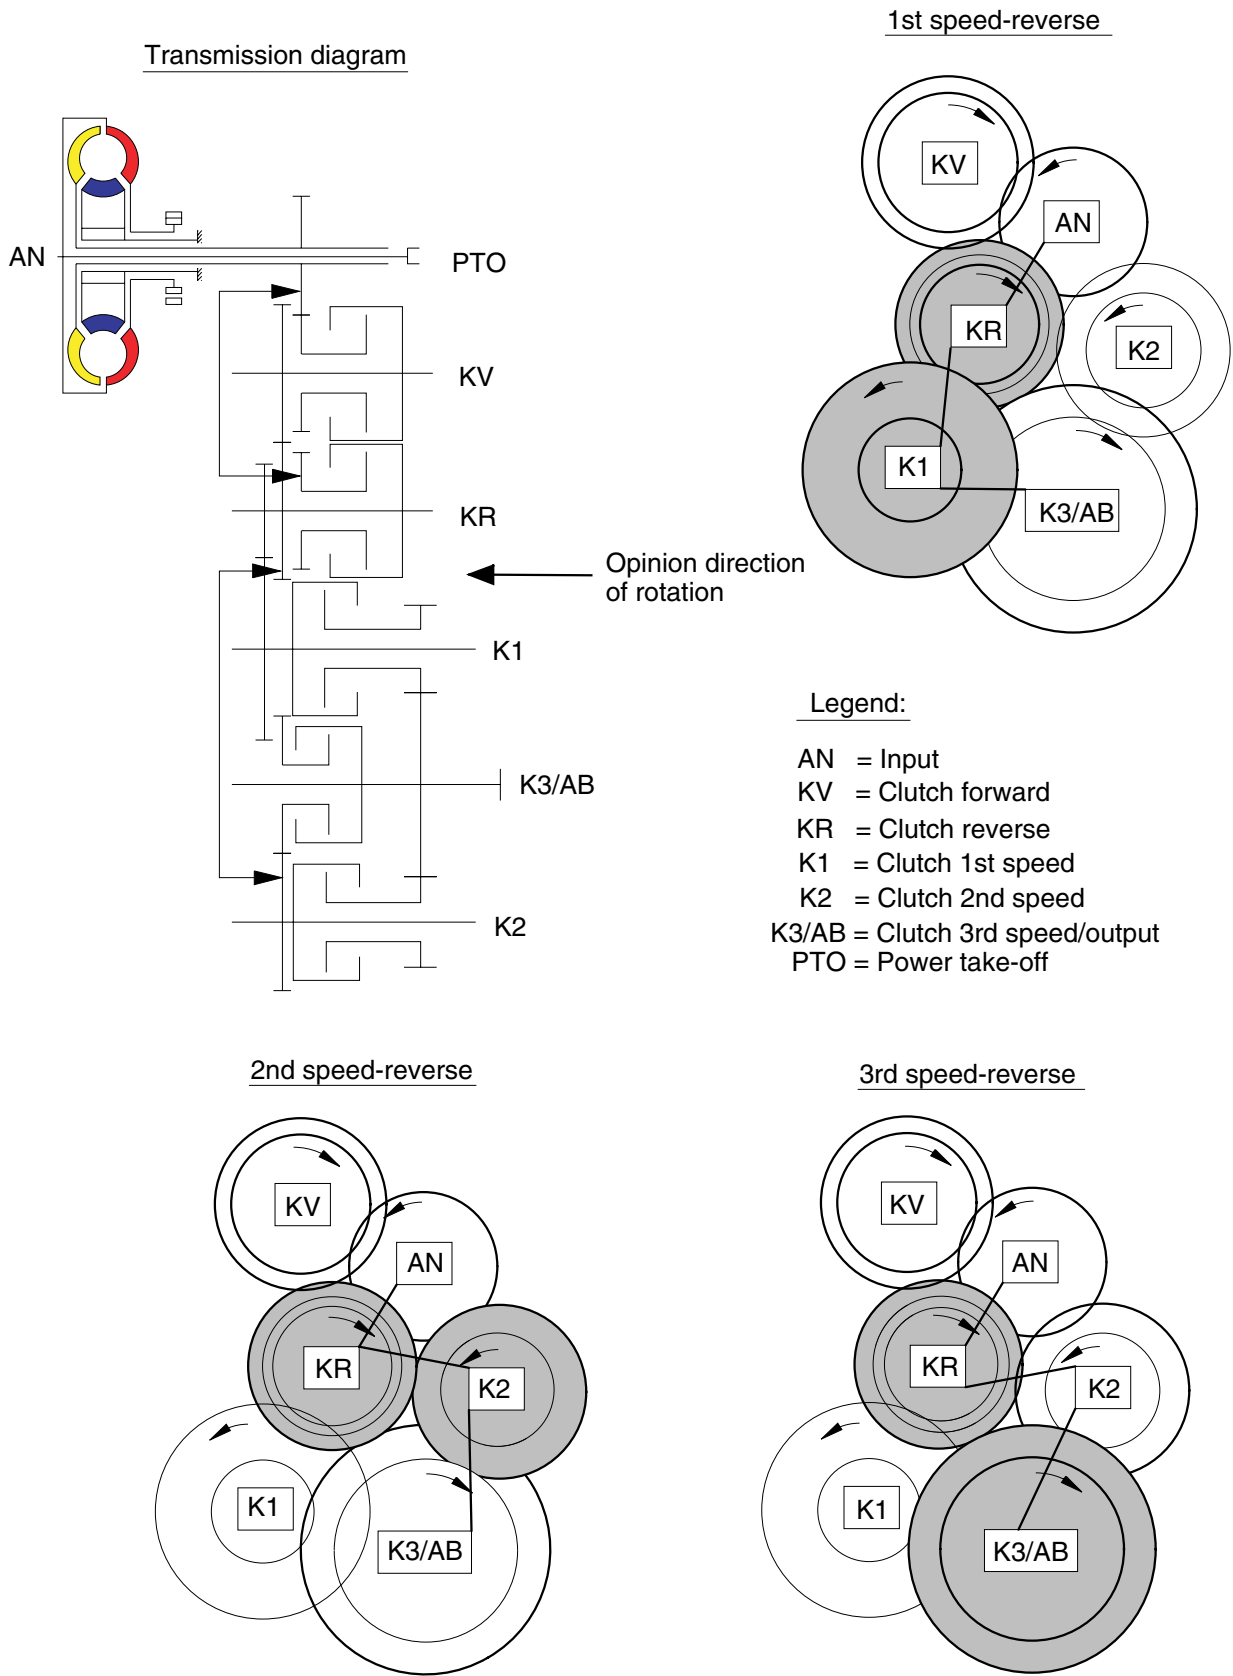 1st speed-reverse
Transmission diagram
KV
AN
AN
PTO
KR
K2
KV
K1
K3/AB
KR
Opinion direction
of rotation
K1
Legend:
AN = Input
KV = Clutch forward
KR = Clutch reverse
K1 = Clutch 1st speed
K2 = Clutch 2nd speed
K3/AB = Clutch 3rd speed/output
PTO = Power take-off
K3/AB
K2
2nd speed-reverse
KV
AN
KR
K2
K1
K3/AB
3rd speed-reverse
KV
AN
KR
K2
K1
K3/AB